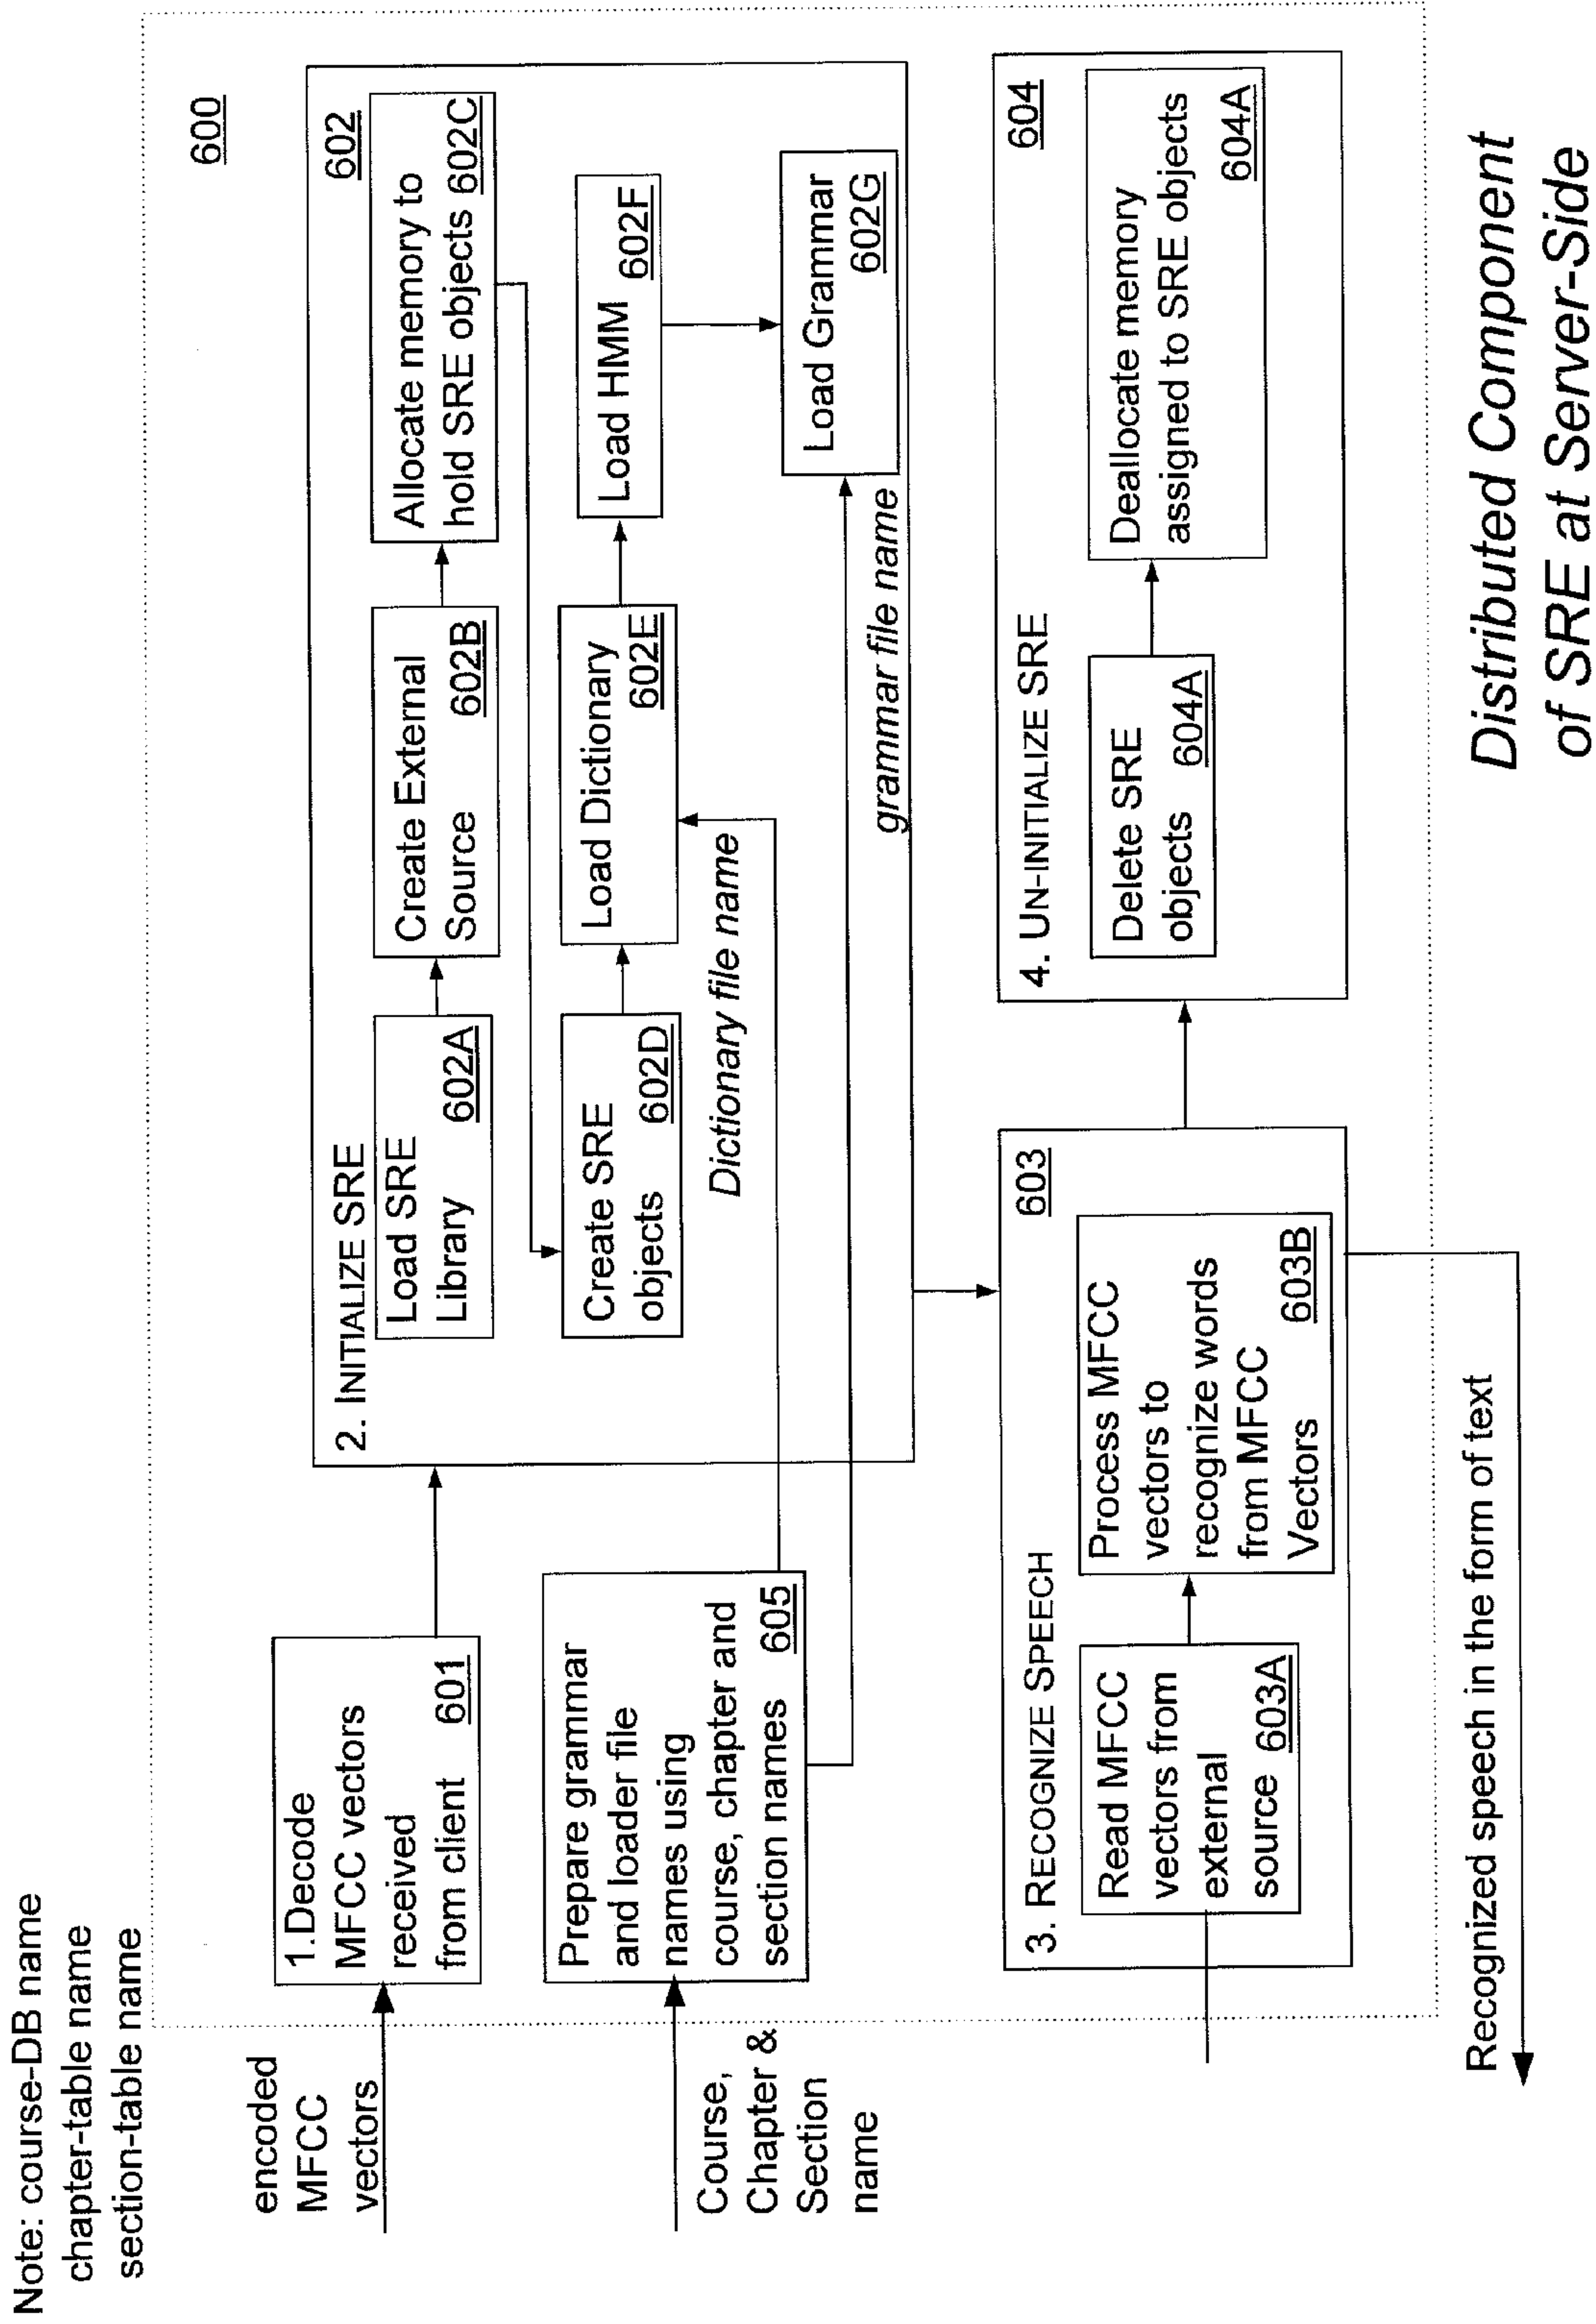 Note: course-DB name
chapter-table name
section-table name
600
encoded
MFCC
vectors
1.Decode
MFCC vectors
received
from client 601
2. INITIALIZE SRE
602
Load SRE
Library 602A
Create External
Source 602B
Allocate memory to
hold SRE objects 602C
Create SRE
objects 602D
Load Dictionary
602E
Load HMM
602F
Dictionary file name
Load Grammar
602G
grammar file name
Course,
Chapter &
Section
name
Prepare grammar
and loader file
names using
course, chapter and
section names 605
3. RECOGNIZE SPEECH
603
Read MFCC
vectors from
external
source 603A
Process MFCC
vectors to
recognize words
from MFCC
Vectors 603B
4. UN-INITIALIZE SRE
604
Delete SRE
objects 604A
Deallocate memory
assigned to SRE objects
604A
Recognized speech in the form of text
Distributed Component
of SRE at Server-Side